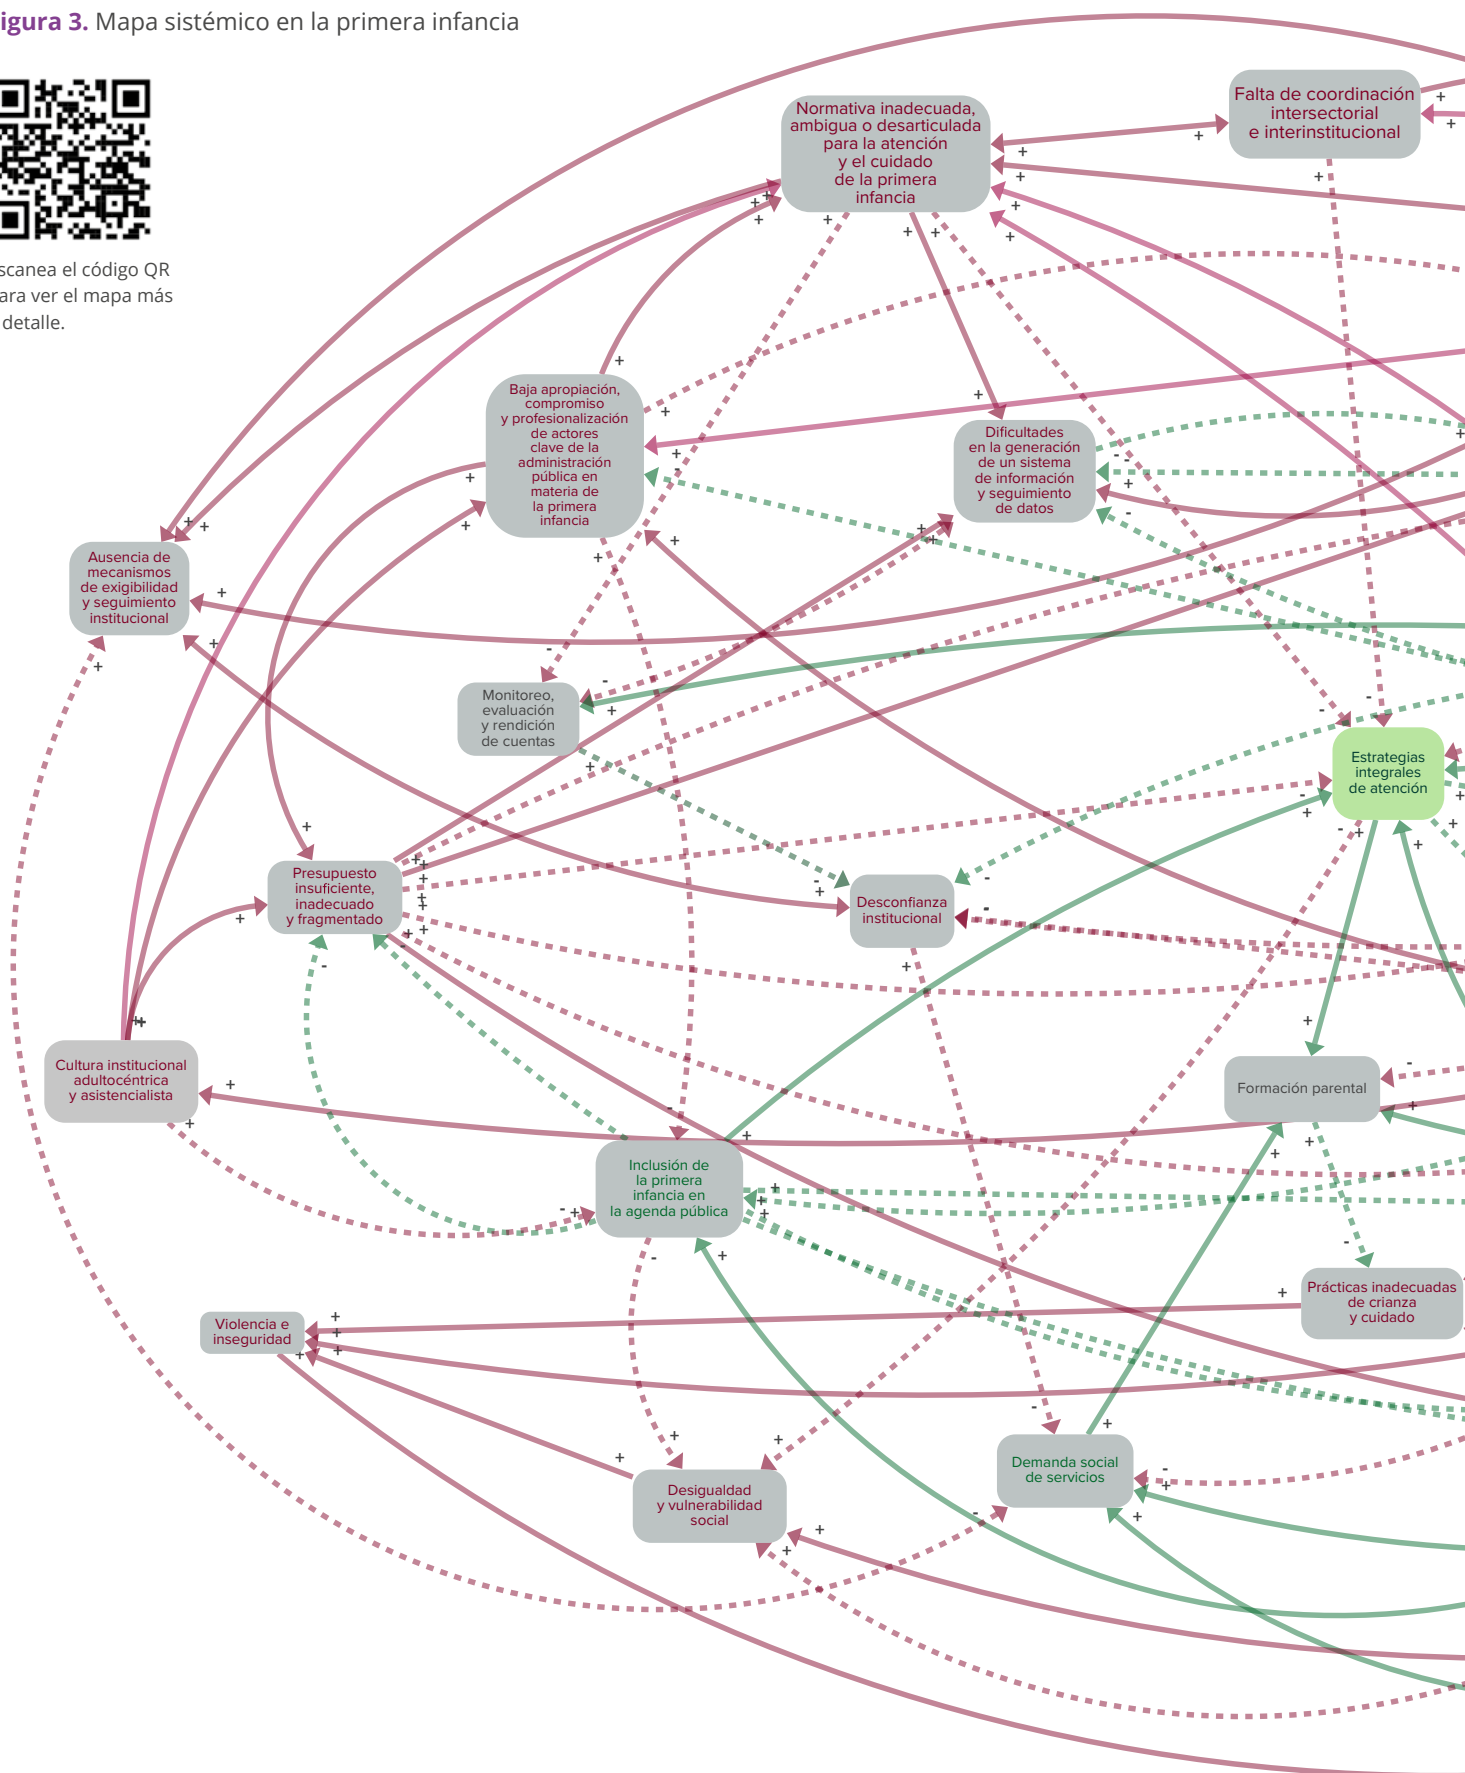 igura 3. Mapa sistémico en la primera infancia
scanea el código QR
ara ver el mapa más
detalle.
Normativa inadecuada,
ambigua o desarticulada
para la atención
y el cuidado
de la primera
infancia
Falta de coordinación
intersectorial
e interinstitucional
Baja apropiación,
compromiso
y profesionalización
de actores
clave de la
administración
pública en
materia de
la primera
infancia
Dificultades
en la generación
de un sistema
de información
y seguimiento
de datos
Ausencia de
mecanismos
de exigibilidad
y seguimiento
institucional
Monitoreo,
evaluación
y rendición
de cuentas
Estrategias
integrales
de atención
Presupuesto
insuficiente,
inadecuado
y fragmentado
Desconfianza
institucional
Cultura institucional
adultocéntrica
y asistencialista
Formación parental
Inclusión de
la primera
infancia en
la agenda pública
Prácticas inadecuadas
de crianza
y cuidado
Violencia e
inseguridad
Demanda social
de servicios
Desigualdad
y vulnerabilidad
social